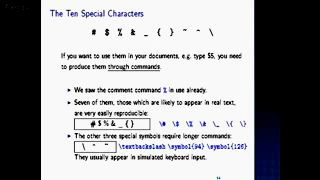 The Ten Special Characters
# $ % & _ { } ~ ^ \
If you want to use them in your documents, e.g. type $5, you need
to produce them through commands.
We saw the comment command % in use already.
Seven of them, those which are likely to appear in real text,
are very easily reproducible:
# $ % & _ { } \# \$ \% \& \_ \{ \}
The other three special symbols require longer commands:
\ ^ ~ \textbackslash \symbol{94} \symbol{126}
They usually appear in simulated keyboard input.